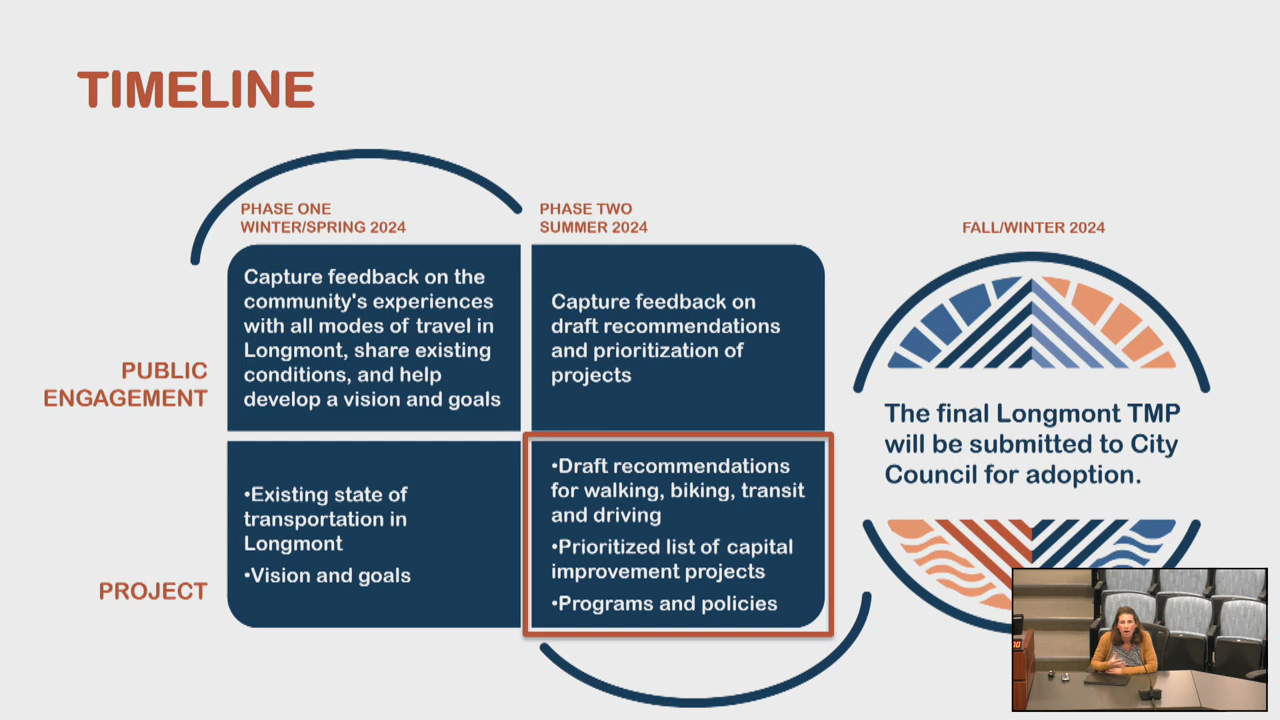 TIMELINE
PHASE ONE
WINTER/SPRING 2024
PHASE TWO
SUMMER 2024
FALL/WINTER 2024
PUBLIC
ENGAGEMENT
Capture feedback on the
community's experiences
with all modes of travel in
Longmont, share existing
conditions, and help
develop a vision and goals
Capture feedback on
draft recommendations
and prioritization of
projects
The final Longmont TMP
will be submitted to City
Council for adoption.
PROJECT
•Existing state of
transportation in
Longmont
•Vision and goals
•Draft recommendations
for walking, biking, transit
and driving
•Prioritized list of capital
improvement projects
•Programs and policies